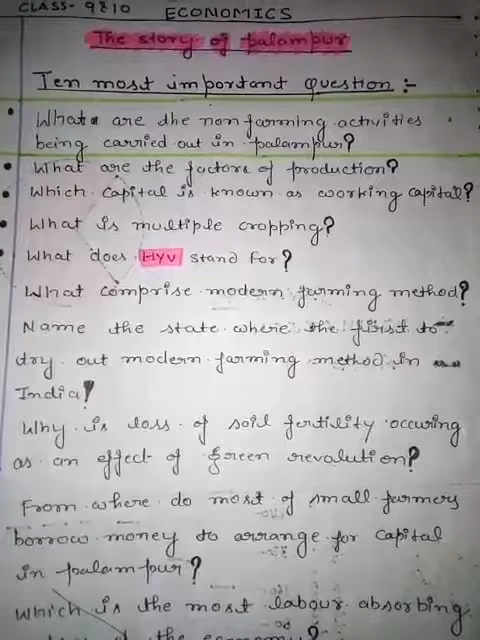 CLASS- 9&10 ECONOMICS
The story of palampur
Ten most important question :-
What are the non farming activities
being carried out in palampur?
What are the factors of production?
Which capital is known as working capital?
What is multiple cropping?
What does HYV stand for?
What comprise modern farming method?
Name the state where the first to
try out modern farming method in
India?
Why is loss of soil fertility occuring
as an effect of green revalution?
From where do most of small farmers
borrow money to arrange for capital
in palampur?
Which is the most labour absorbing
the economy?